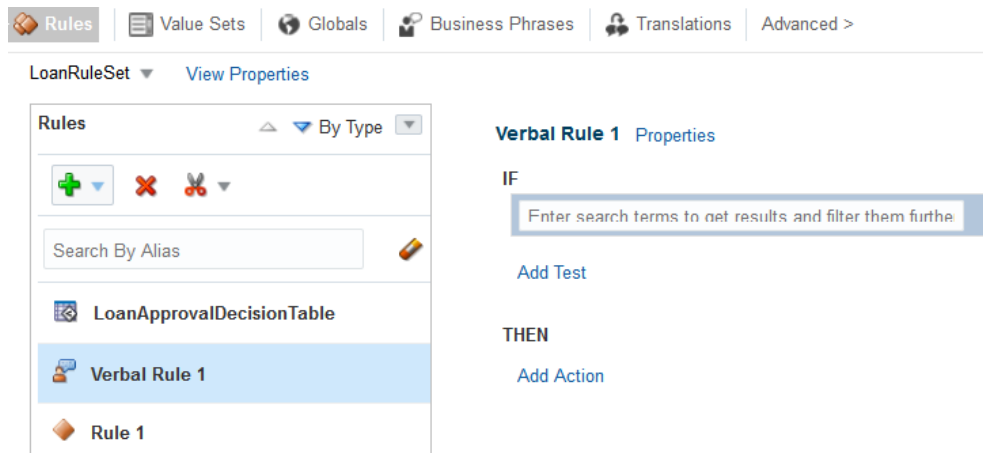 Rules Value Sets Globals Business Phrases Translations Advanced >
LoanRuleSet View Properties
Rules By Type
Search By Alias
LoanApprovalDecisionTable
Verbal Rule 1
Rule 1
Verbal Rule 1 Properties
IF
Enter search terms to get results and filter them furthe
Add Test
THEN
Add Action